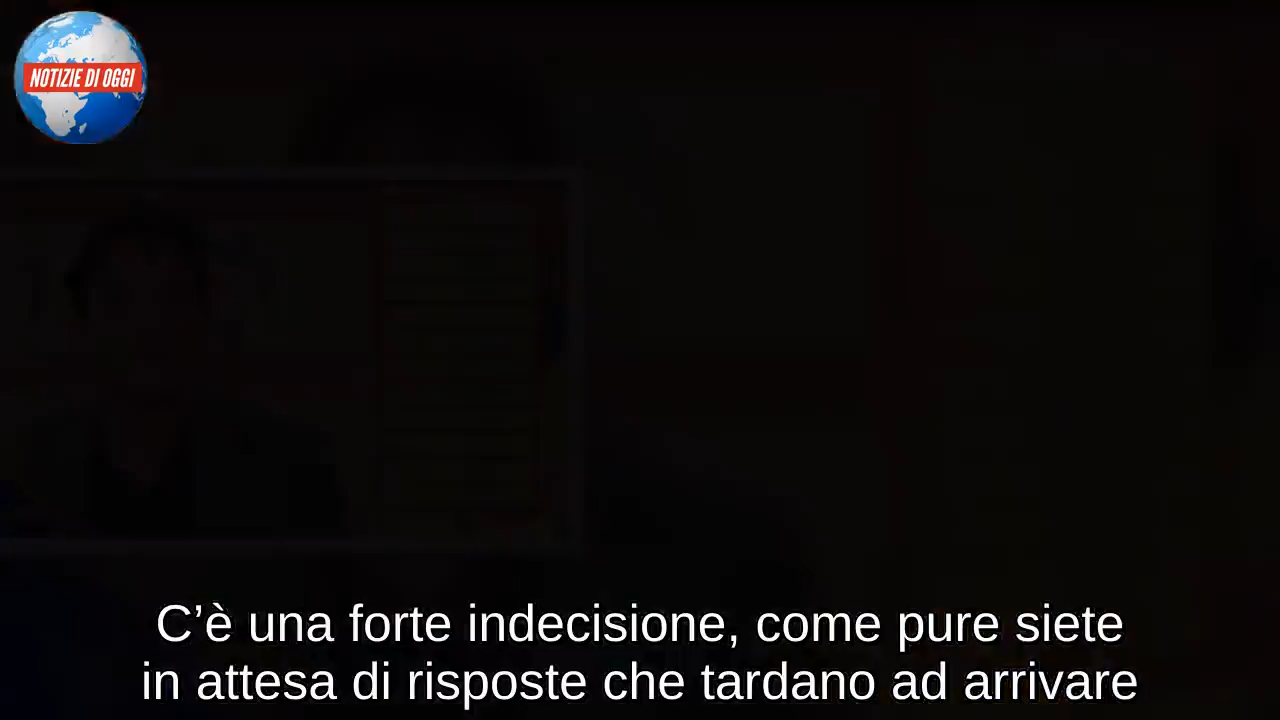 NOTIZIE DI OGGI
C’è una forte indecisione, come pure siete
in attesa di risposte che tardano ad arrivare